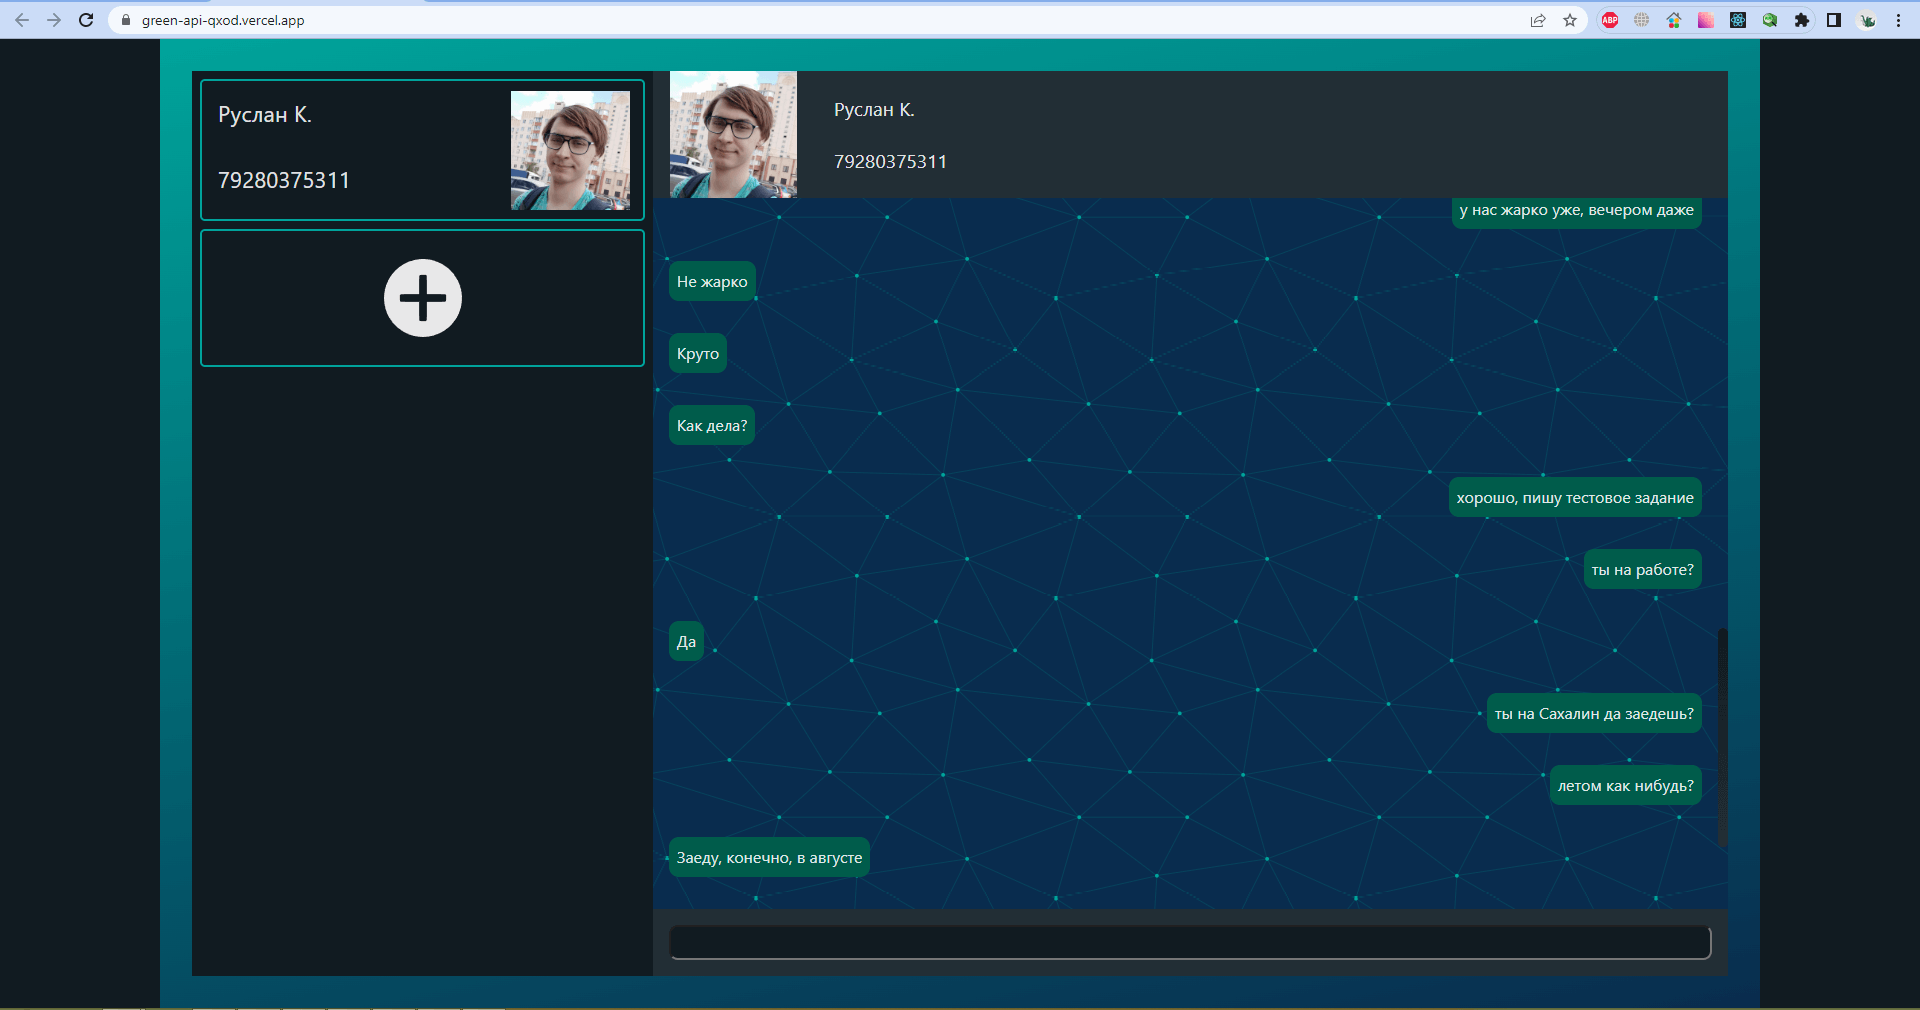 green-api-qxod.vercel.app
ABP
Руслан К.
79280375311
Руслан К.
79280375311
у нас жарко уже, вечером даже
Не жарко
Круто
Как дела?
хорошо, пишу тестовое задание
ты на работе?
Да
ты на Сахалин да заедешь?
летом как нибудь?
Заеду, конечно, в августе